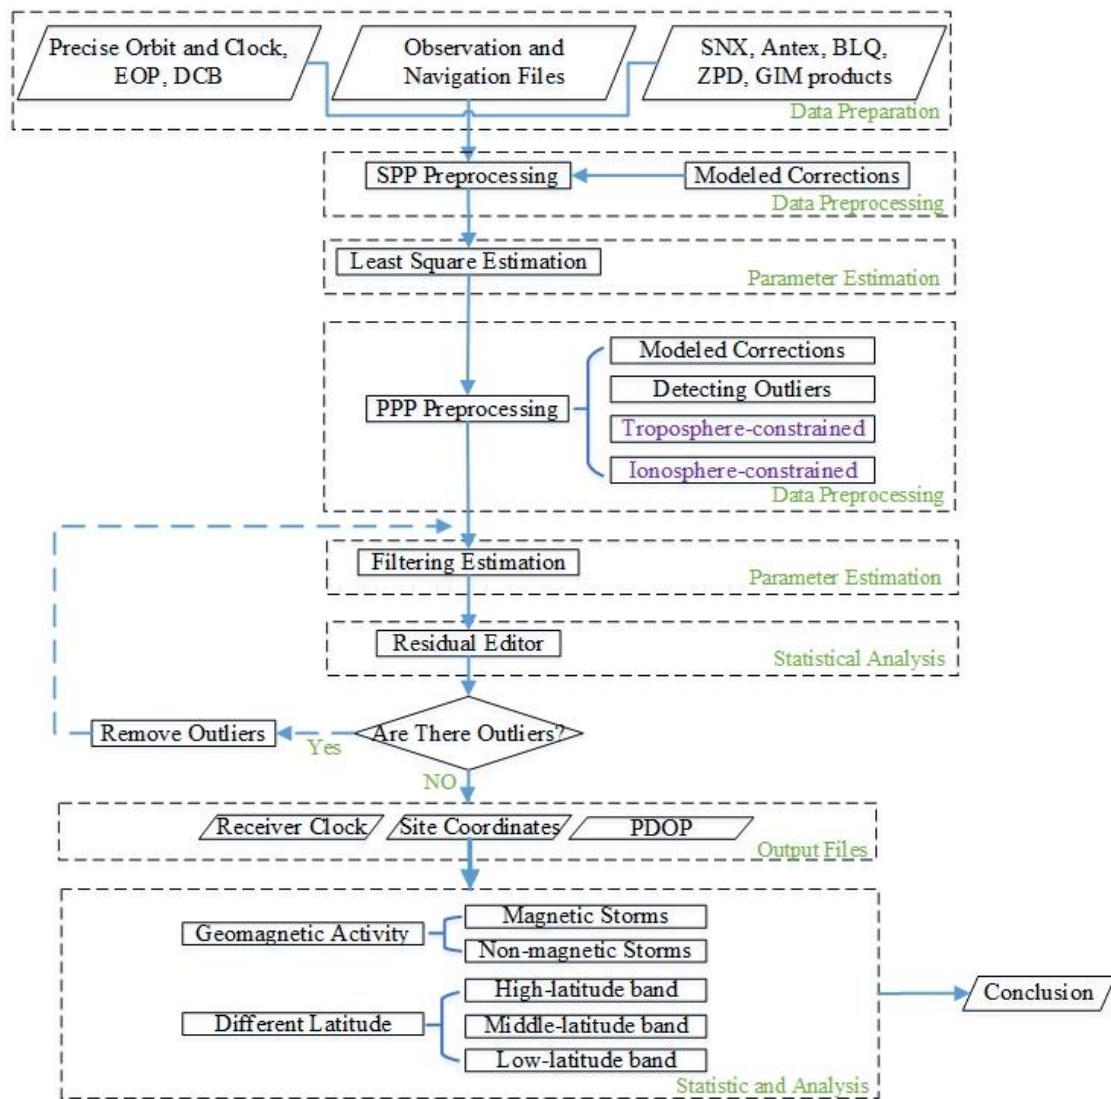 Precise Orbit and Clock,
EOP, DCB
Observation and
Navigation Files
SNX, Antex, BLQ,
ZPD, GIM products
Data Preparation
SPP Preprocessing
Modeled Corrections
Data Preprocessing
Least Square Estimation
Parameter Estimation
Modeled Corrections
Detecting Outliers
PPP Preprocessing
Troposphere-constrained
Ionosphere-constrained
Data Preprocessing
Filtering Estimation
Parameter Estimation
Residual Editor
Statistical Analysis
Remove Outliers
Yes
Are There Outliers?
NO
Receiver Clock
Site Coordinates
PDOP
Output Files
Geomagnetic Activity
Magnetic Storms
Non-magnetic Storms
Different Latitude
High-latitude band
Middle-latitude band
Low-latitude band
Statistic and Analysis
Conclusion